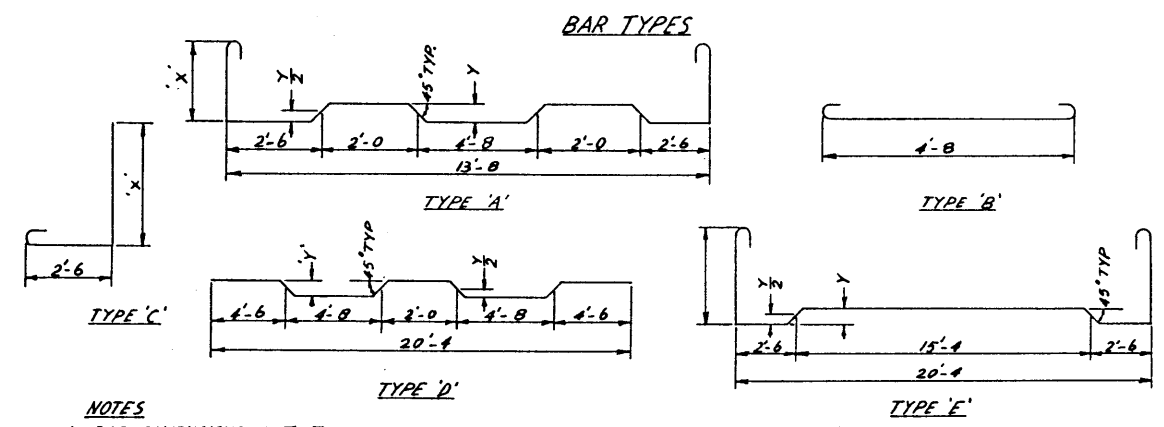 BAR TYPES
'X'
Y/2
45° TYP.
Y
2'-6
2'-0
4'-8
2'-0
2'-6
13'-8
TYPE 'A'
4'-8
TYPE 'B'
'X'
2'-6
TYPE 'C'
'Y'
45° TYP
Y/2
4'-6
4'-8
2'-0
4'-8
4'-6
20'-4
TYPE 'D'
Y/2
Y
45° TYP
2'-6
15'-4
2'-6
20'-4
TYPE 'E'
NOTES